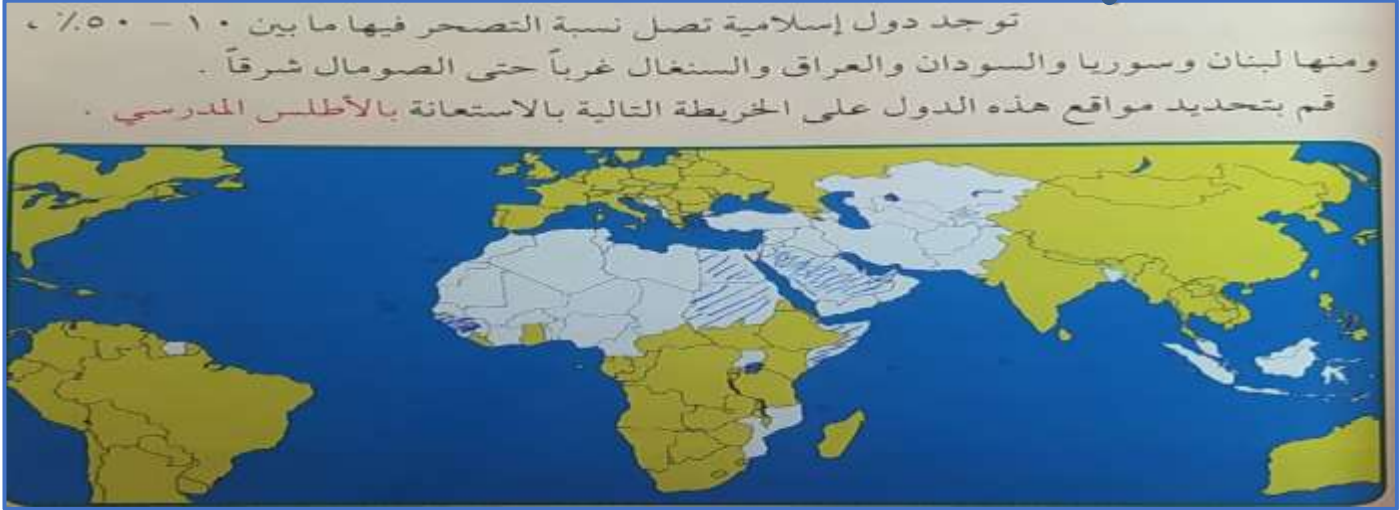 توجد دول إسلامية تصل نسبة التصحر فيها ما بين ١٠ - ٥٠٪ ،
ومنها لبنان وسوريا والسودان والعراق والسنغال غرباً حتى الصومال شرقاً .
قم بتحديد مواقع هذه الدول على الخريطة التالية بالاستعانة بالأطلس المدرسي .